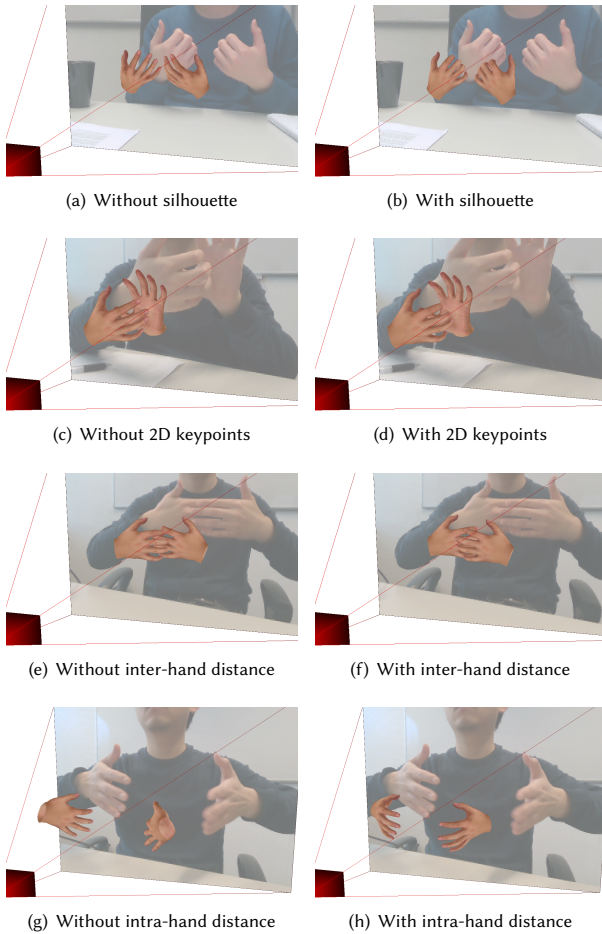 (a) Without silhouette
(b) With silhouette
(c) Without 2D keypoints
(d) With 2D keypoints
(e) Without inter-hand distance
(f) With inter-hand distance
(g) Without intra-hand distance
(h) With intra-hand distance